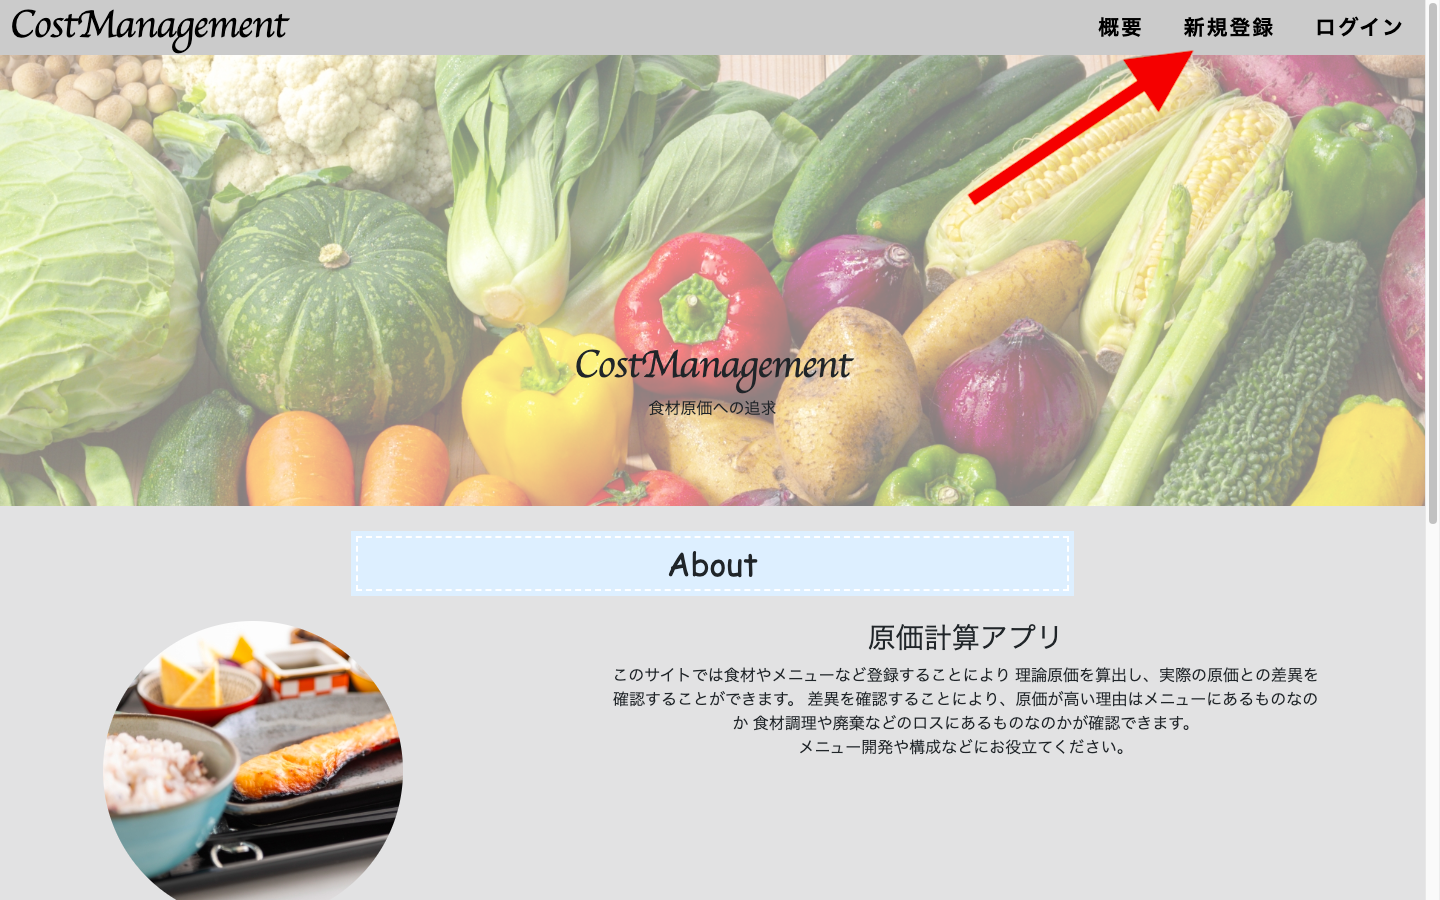 CostManagement
概要 新規登録 ログイン
CostManagement
食材原価への追求
About
原価計算アプリ
このサイトでは食材やメニューなど登録することにより 理論原価を算出し、実際の原価との差異を
確認することができます。 差異を確認することにより、原価が高い理由はメニューにあるものなの
か 食材調理や廃棄などのロスにあるものなのかが確認できます。
メニュー開発や構成などにお役立てください。